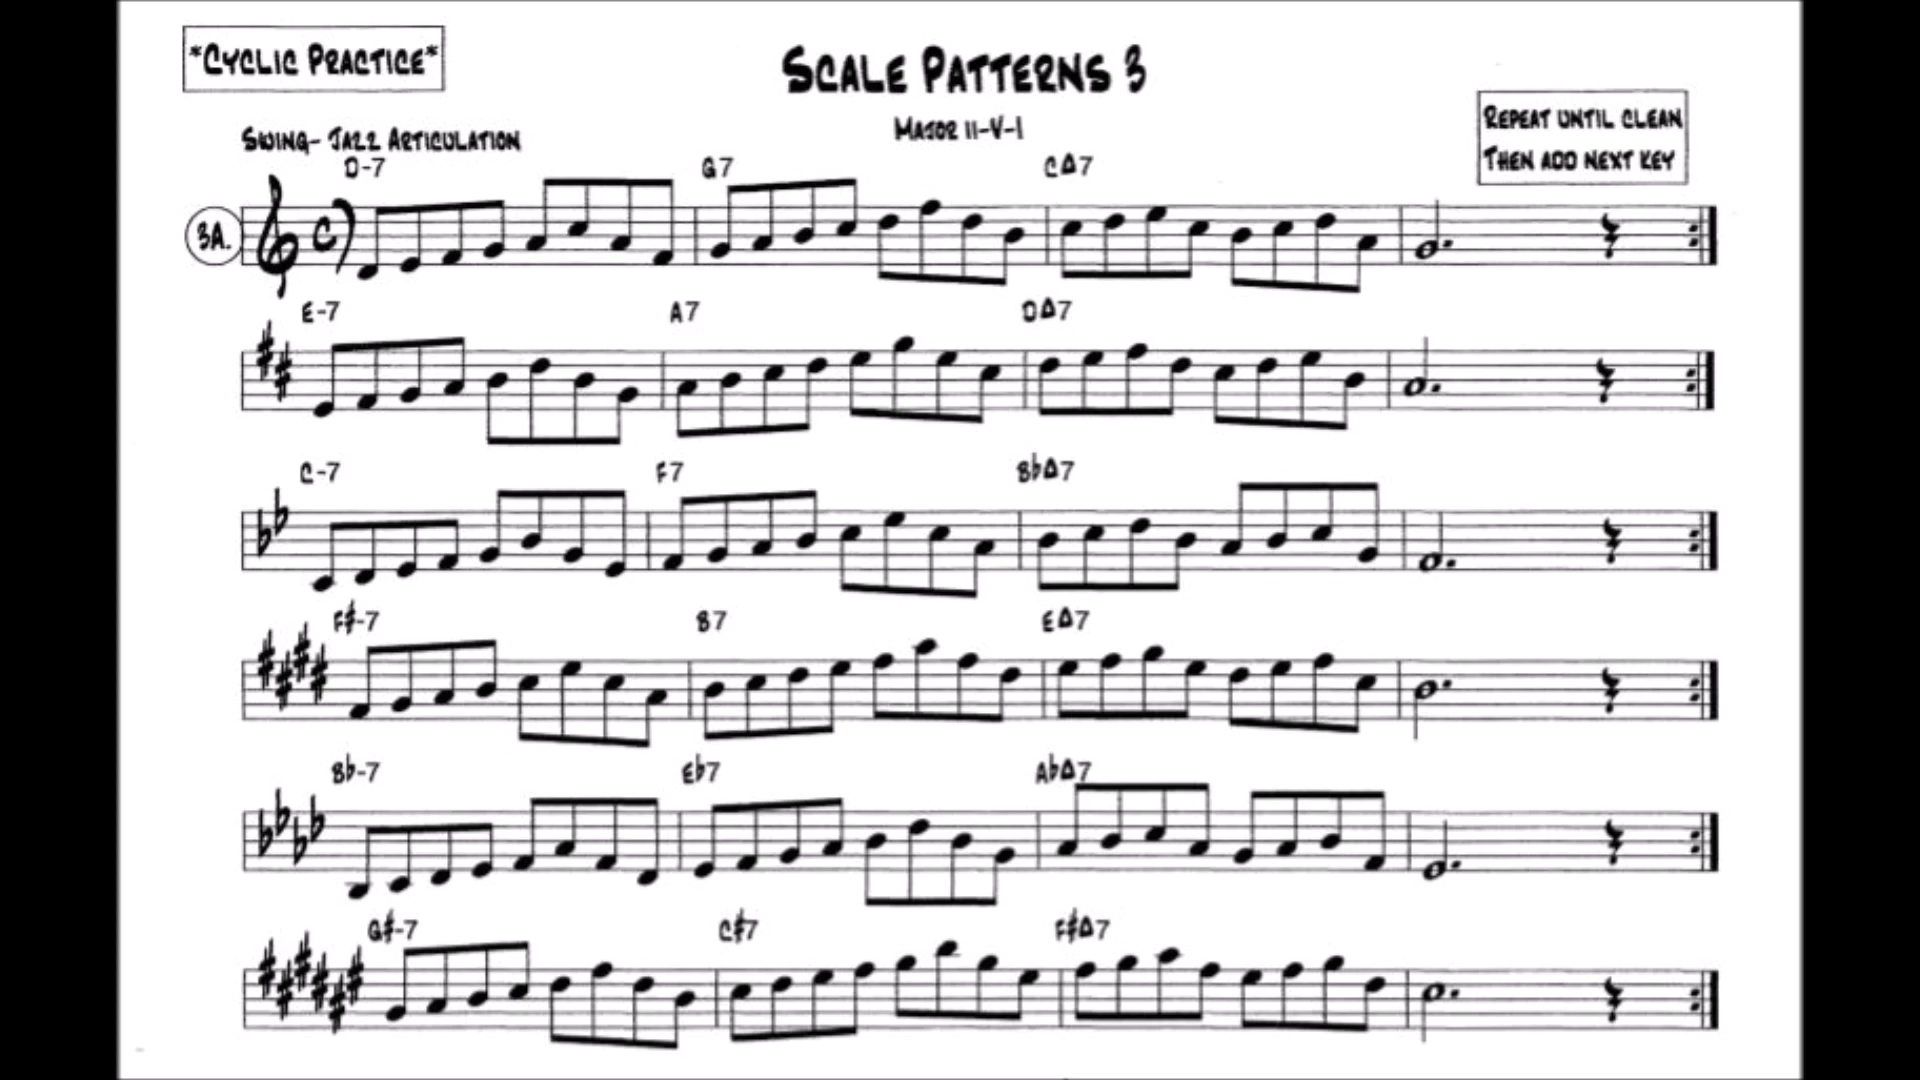 *Cyclic Practice*
Scale Patterns 3
Major II-V-I
Repeat until clean
Then add next key
Swing- Jazz Articulation
D-7 G7 CΔ7
3A.
E-7 A7 DΔ7
C-7 F7 BbΔ7
F#-7 B7 EΔ7
Bb-7 Eb7 AbΔ7
G#-7 C#7 F#Δ7